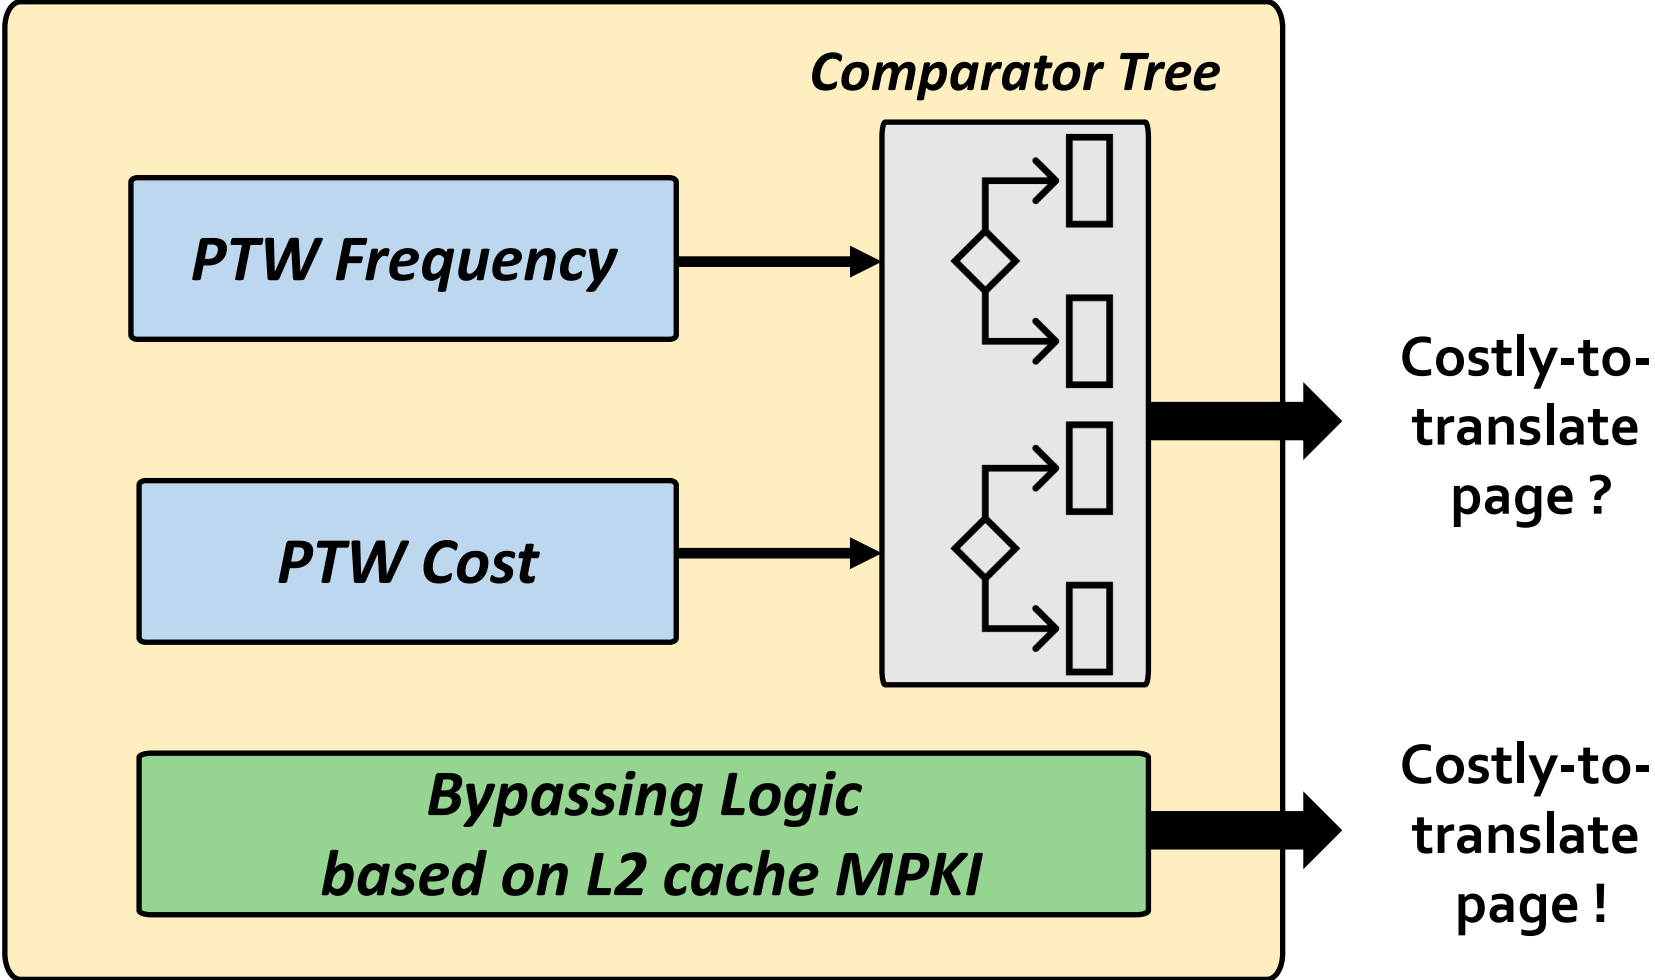 Comparator Tree
PTW Frequency
PTW Cost
Costly-to-
translate
page ?
Bypassing Logic
based on L2 cache MPKI
Costly-to-
translate
page !